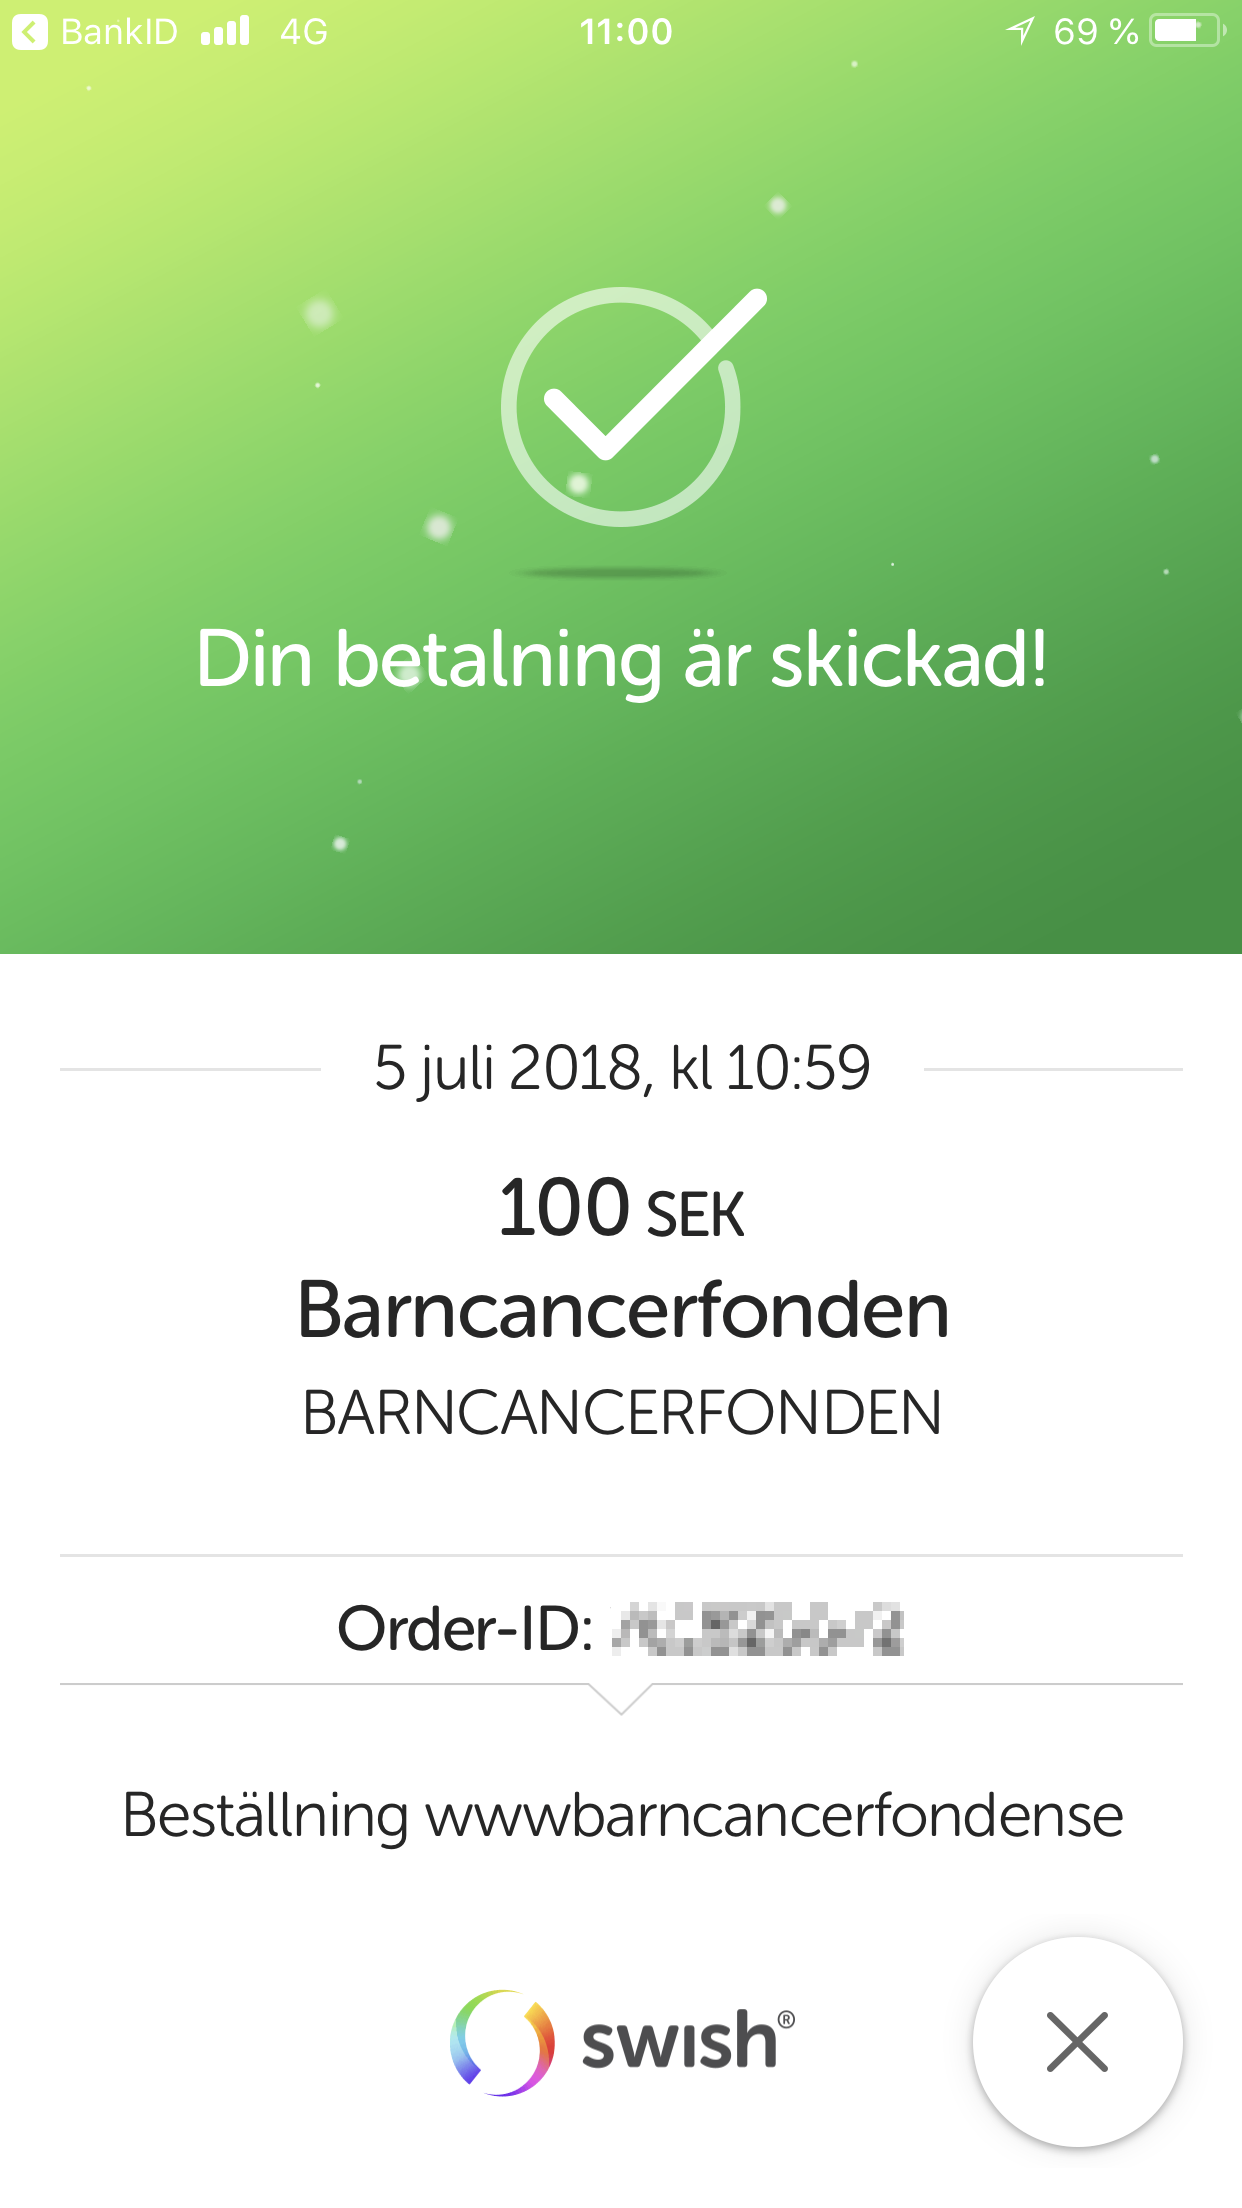 BankID 4G 11:00 69 %
Din betalning är skickad!
5 juli 2018, kl 10:59
100 SEK
Barncancerfonden
BARNCANCERFONDEN
Order-ID:
Beställning wwwbarncancerfondense
swish®